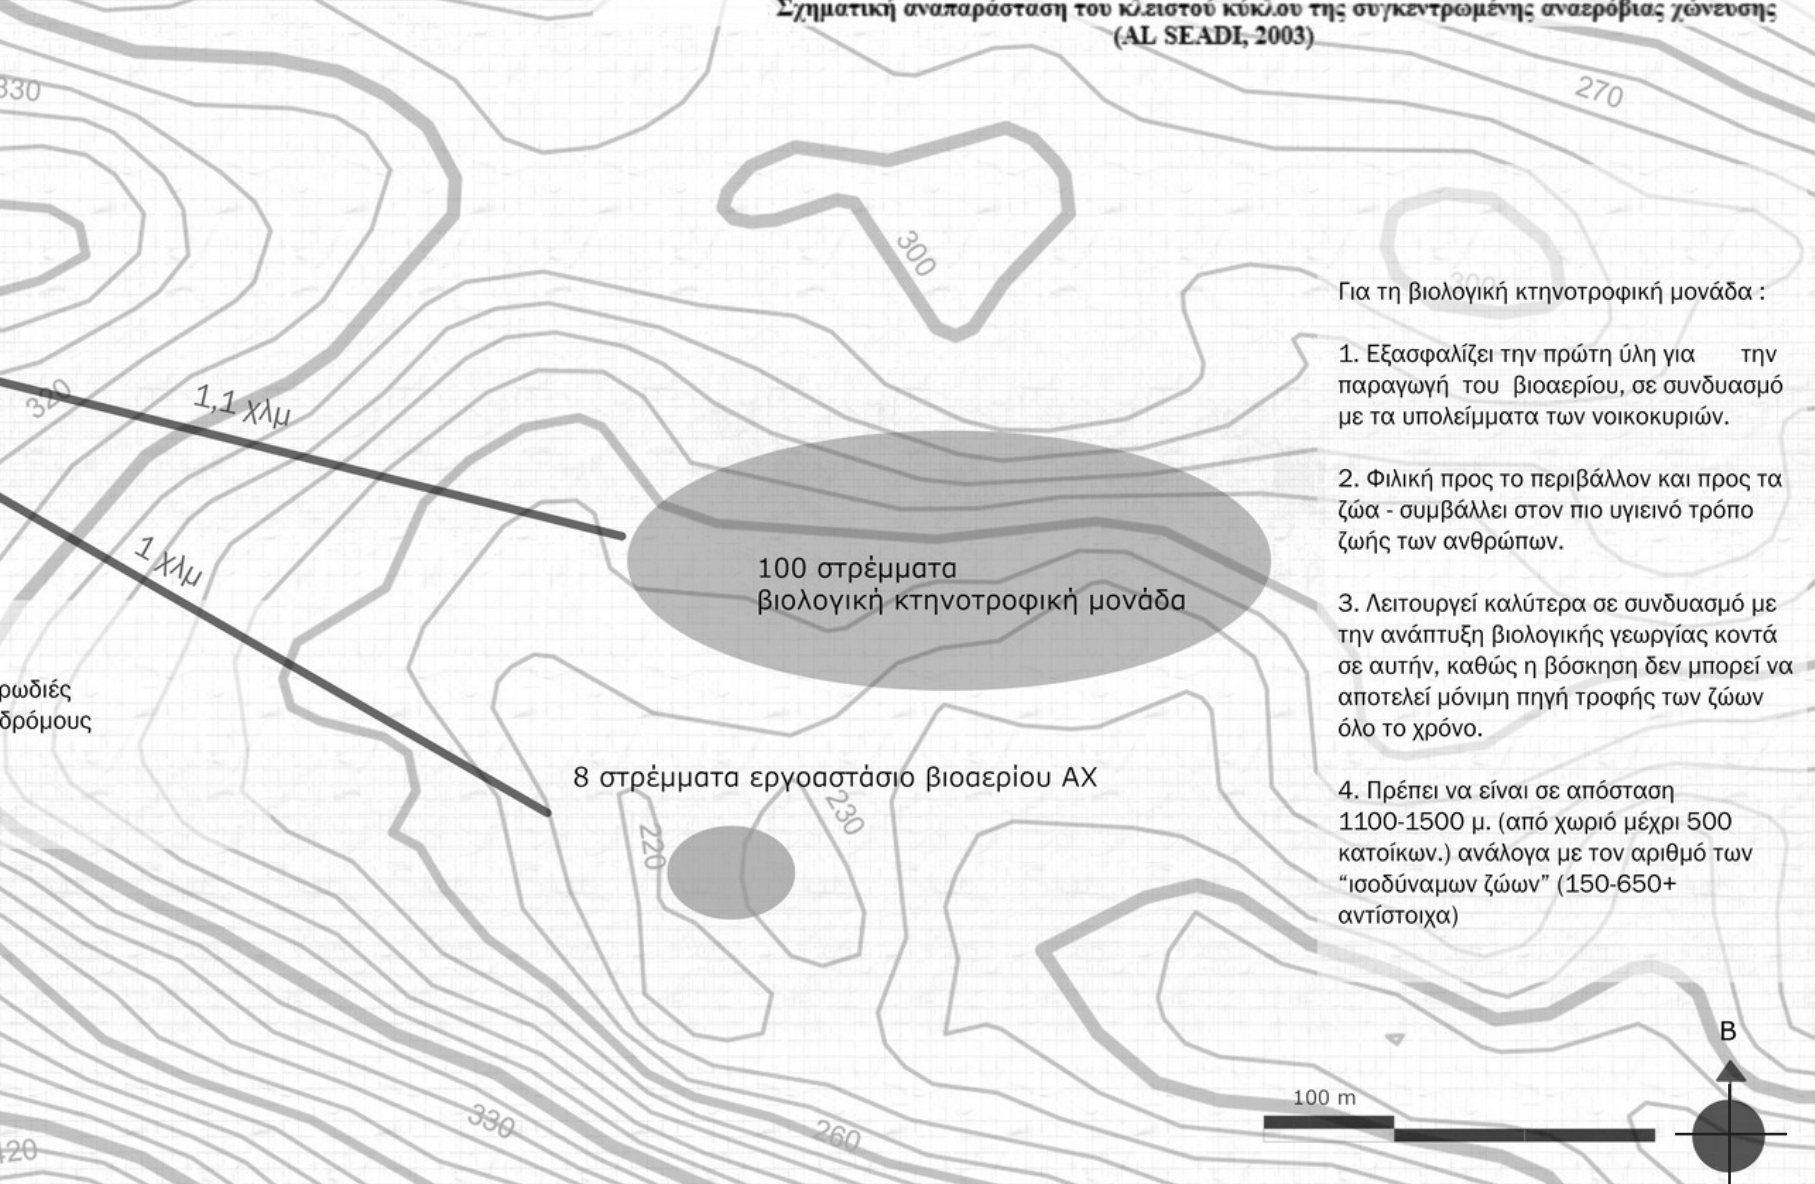 Σχηματική αναπαράσταση του κλειστού κύκλου της συγκεντρωμένης αναερόβιας χώνευσης
(AL SEADI, 2003)
330
270
300
300
Για τη βιολογική κτηνοτροφική μονάδα :
1. Εξασφαλίζει την πρώτη ύλη για την
παραγωγή του βιοαερίου, σε συνδυασμό
με τα υπολείμματα των νοικοκυριών.
2. Φιλική προς το περιβάλλον και προς τα
ζώα - συμβάλλει στον πιο υγιεινό τρόπο
ζωής των ανθρώπων.
3. Λειτουργεί καλύτερα σε συνδυασμό με
την ανάπτυξη βιολογικής γεωργίας κοντά
σε αυτήν, καθώς η βόσκηση δεν μπορεί να
αποτελεί μόνιμη πηγή τροφής των ζώων
όλο το χρόνο.
4. Πρέπει να είναι σε απόσταση
1100-1500 μ. (από χωριό μέχρι 500
κατοίκων.) ανάλογα με τον αριθμό των
“ισοδύναμων ζώων” (150-650+
αντίστοιχα)
320
1,1 χλμ
1 χλμ
100 στρέμματα
βιολογική κτηνοτροφική μονάδα
ρωδιές
δρόμους
8 στρέμματα εργοαστάσιο βιοαερίου ΑΧ
220
230
Β
100 m
330
260
420